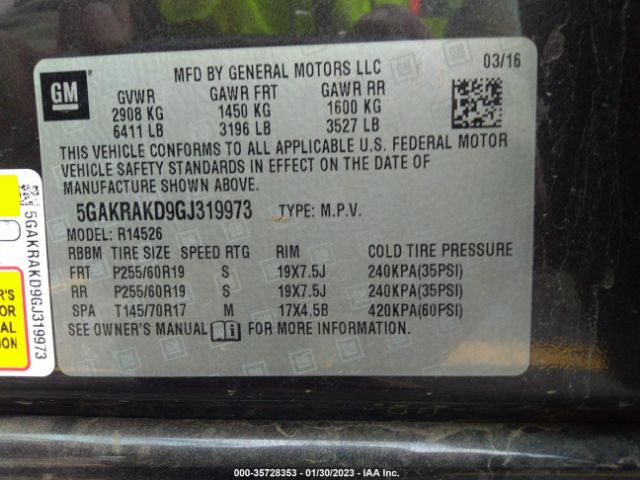 GM
MFD BY GENERAL MOTORS LLC
03/16
GVWR GAWR FRT GAWR RR
2908 KG 1450 KG 1600 KG
6411 LB 3196 LB 3527 LB
THIS VEHICLE CONFORMS TO ALL APPLICABLE U.S. FEDERAL MOTOR
VEHICLE SAFETY STANDARDS IN EFFECT ON THE DATE OF
MANUFACTURE SHOWN ABOVE.
5GAKRAKD9GJ319973 TYPE: M.P.V.
MODEL: R14526
RBBM TIRE SIZE SPEED RTG RIM COLD TIRE PRESSURE
FRT P255/60R19 S 19X7.5J 240KPA(35PSI)
RR P255/60R19 S 19X7.5J 240KPA(35PSI)
SPA T145/70R17 M 17X4.5B 420KPA(60PSI)
SEE OWNER'S MANUAL FOR MORE INFORMATION.
5GAKRAKD9GJ319973
000-35728353 — 01/30/2023 — IAA Inc.